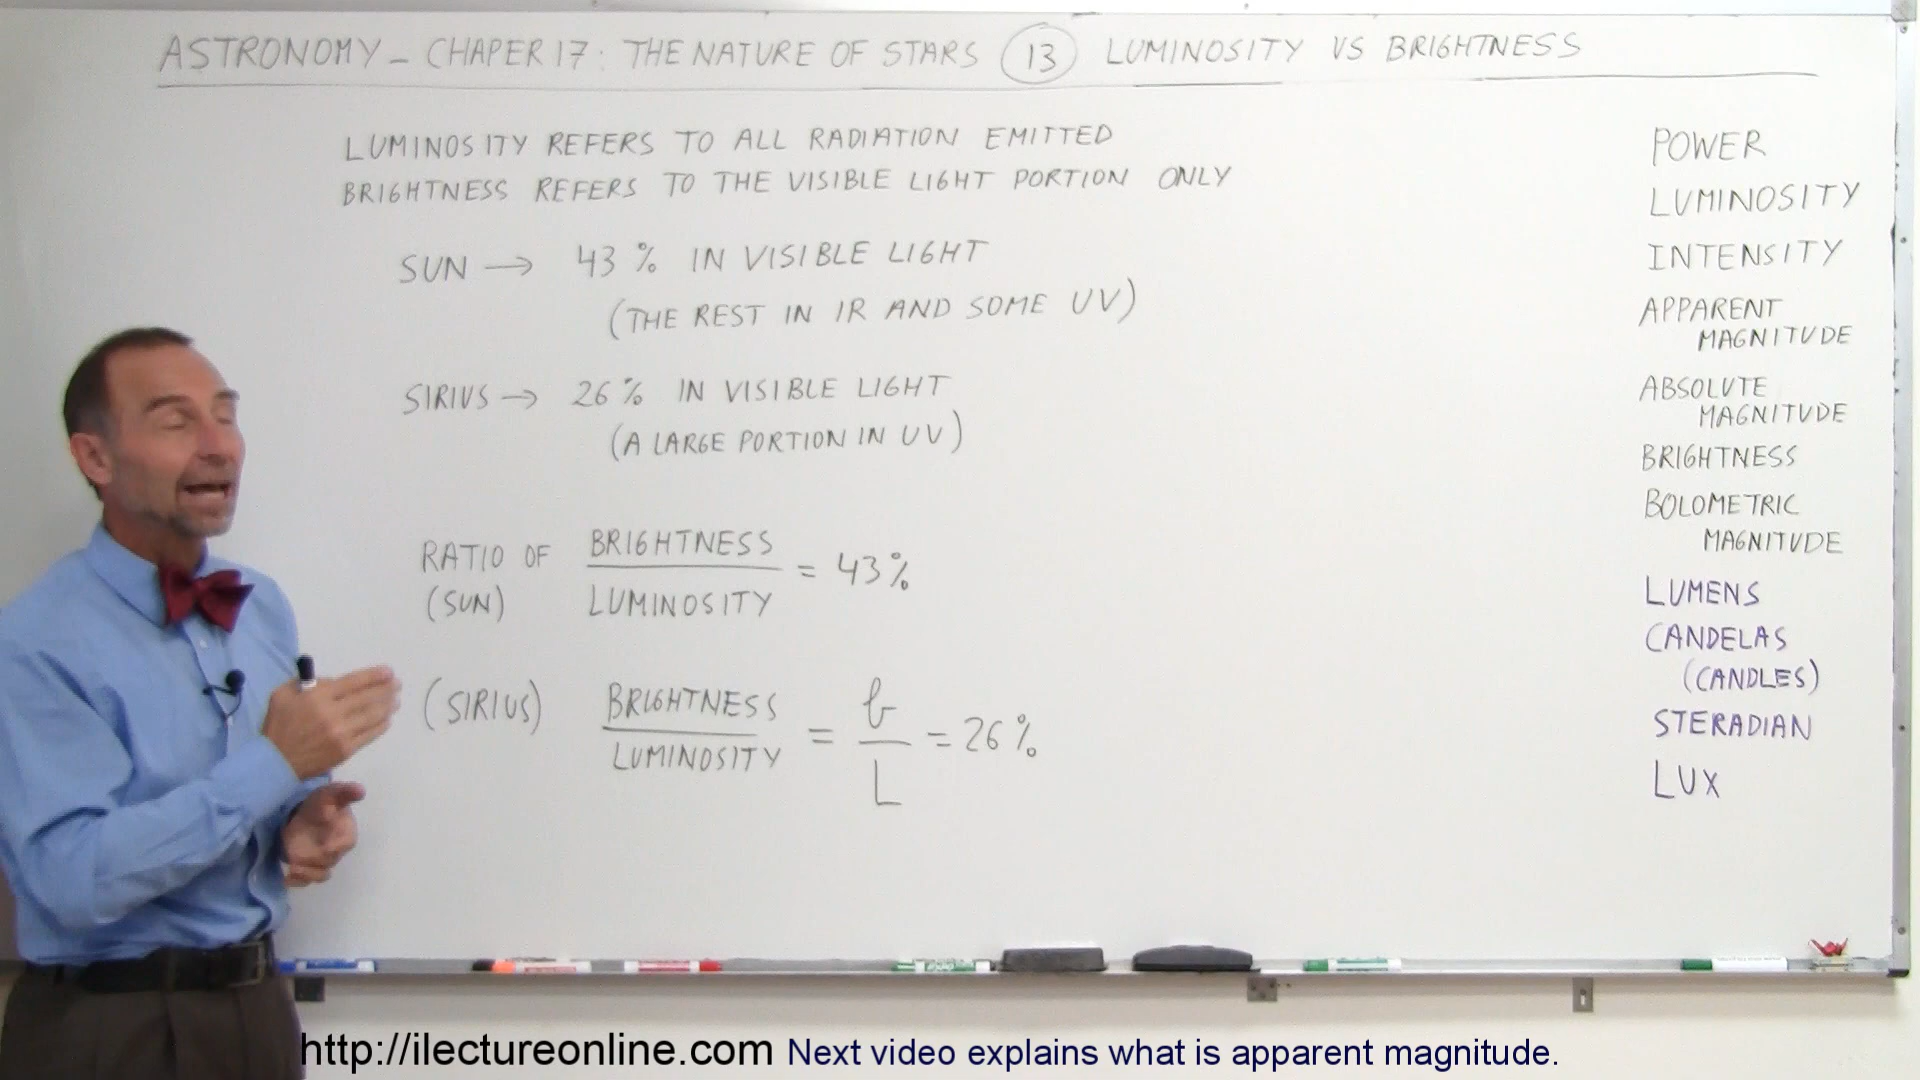 ASTRONOMY - CHAPER 17: THE NATURE OF STARS 13 LUMINOSITY VS BRIGHTNESS
LUMINOSITY REFERS TO ALL RADIATION EMITTED
BRIGHTNESS REFERS TO THE VISIBLE LIGHT PORTION ONLY
SUN → 43 % IN VISIBLE LIGHT
(THE REST IN IR AND SOME UV)
SIRIUS → 26 % IN VISIBLE LIGHT
(A LARGE PORTION IN UV)
RATIO OF BRIGHTNESS = 43%
(SUN) LUMINOSITY
(SIRIUS) BRIGHTNESS = b = 26%
LUMINOSITY L
POWER
LUMINOSITY
INTENSITY
APPARENT
MAGNITUDE
ABSOLUTE
MAGNITUDE
BRIGHTNESS
BOLOMETRIC
MAGNITUDE
LUMENS
CANDELAS
(CANDLES)
STERADIAN
LUX
http://ilectureonline.com Next video explains what is apparent magnitude.